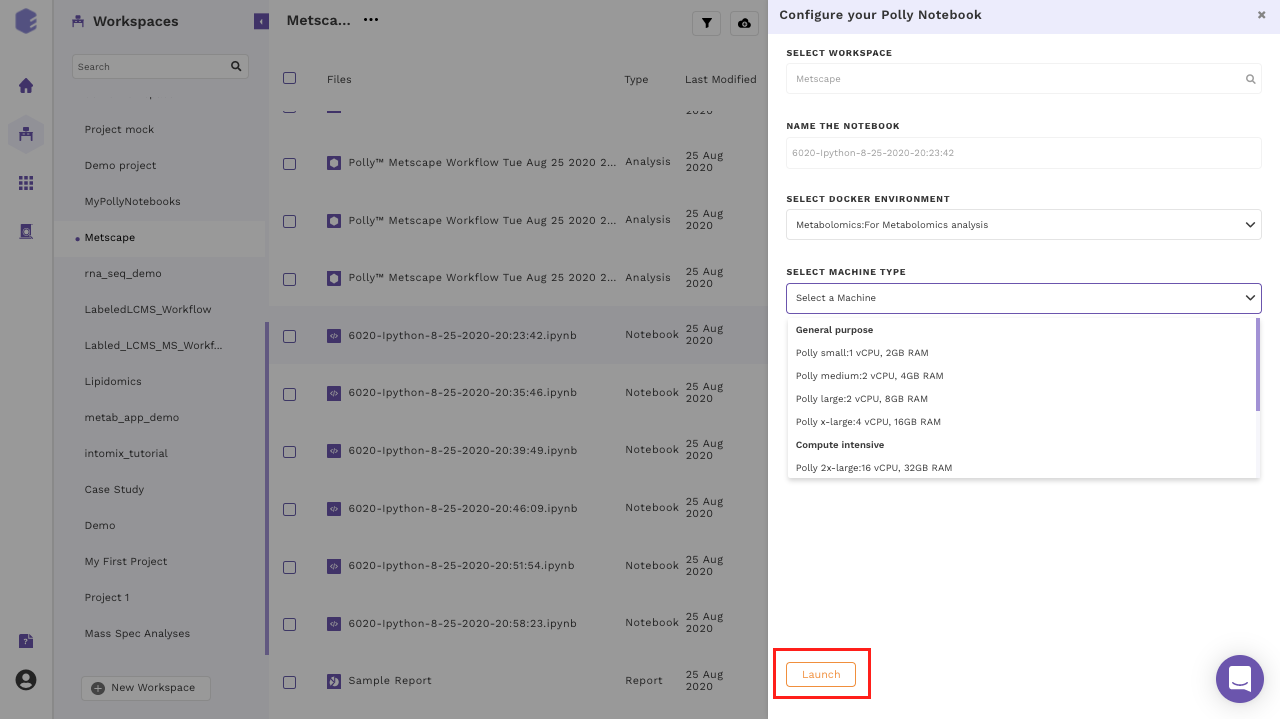 Workspaces
Search
Project mock
Demo project
MyPollyNotebooks
Metscape
rna_seq_demo
LabeledLCMS_Workflow
Labled_LCMS_MS_Workf...
Lipidomics
metab_app_demo
intomix_tutorial
Case Study
Demo
My First Project
Project 1
Mass Spec Analyses
New Workspace
Metsca... •••
Files Type Last Modified
2020
Polly™ Metscape Workflow Tue Aug 25 2020 2... Analysis 25 Aug
2020
Polly™ Metscape Workflow Tue Aug 25 2020 2... Analysis 25 Aug
2020
Polly™ Metscape Workflow Tue Aug 25 2020 2... Analysis 25 Aug
2020
6020-Ipython-8-25-2020-20:23:42.ipynb Notebook 25 Aug
2020
6020-Ipython-8-25-2020-20:35:46.ipynb Notebook 25 Aug
2020
6020-Ipython-8-25-2020-20:39:49.ipynb Notebook 25 Aug
2020
6020-Ipython-8-25-2020-20:46:09.ipynb Notebook 25 Aug
2020
6020-Ipython-8-25-2020-20:51:54.ipynb Notebook 25 Aug
2020
6020-Ipython-8-25-2020-20:58:23.ipynb Notebook 25 Aug
2020
Sample Report Report 25 Aug
2020
Configure your Polly Notebook
SELECT WORKSPACE
Metscape
NAME THE NOTEBOOK
6020-Ipython-8-25-2020-20:23:42
SELECT DOCKER ENVIRONMENT
Metabolomics:For Metabolomics analysis
SELECT MACHINE TYPE
Select a Machine
General purpose
Polly small:1 vCPU, 2GB RAM
Polly medium:2 vCPU, 4GB RAM
Polly large:2 vCPU, 8GB RAM
Polly x-large:4 vCPU, 16GB RAM
Compute intensive
Polly 2x-large:16 vCPU, 32GB RAM
Launch